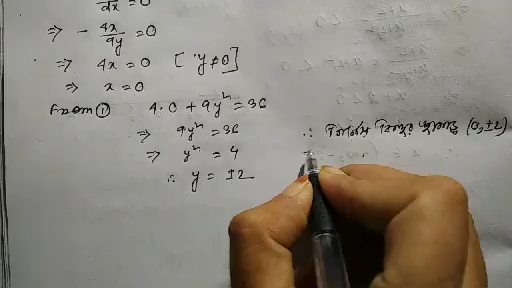 dx = 0
⇒ - 4x/9y = 0
⇒ 4x = 0 [∵ y ≠ 0]
⇒ x = 0
From ① 4.0 + 9y² = 36
⇒ 9y² = 36
⇒ y² = 4
∴ y = ±2
∴ নির্ণেয় বিন্দুর স্থানাঙ্ক (0, ±2)